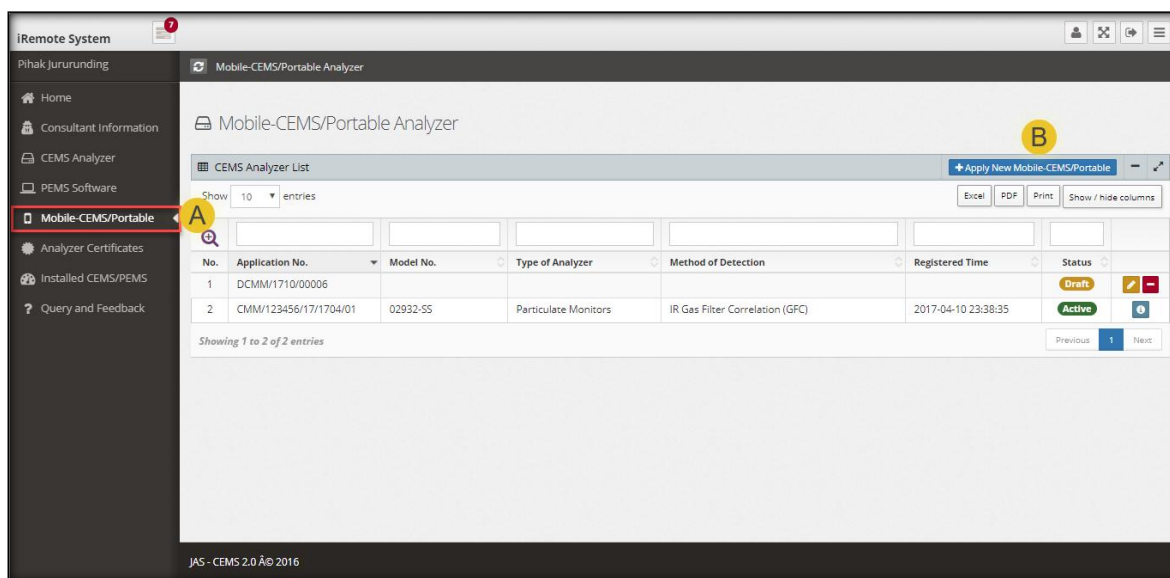 iRemote System
7
Pihak Jururunding
Mobile-CEMS/Portable Analyzer
Home
Consultant Information
CEMS Analyzer
PEMS Software
Mobile-CEMS/Portable
Analyzer Certificates
Installed CEMS/PEMS
Query and Feedback
Mobile-CEMS/Portable Analyzer
A
B
CEMS Analyzer List
Apply New Mobile-CEMS/Portable
Show 10 entries
Excel PDF Print Show / hide columns
No. Application No. Model No. Type of Analyzer Method of Detection Registered Time Status
1 DCMM/1710/00006 Draft
2 CMM/123456/17/1704/01 02932-SS Particulate Monitors IR Gas Filter Correlation (GFC) 2017-04-10 23:38:35 Active
Showing 1 to 2 of 2 entries
Previous 1 Next
JAS - CEMS 2.0 Â© 2016